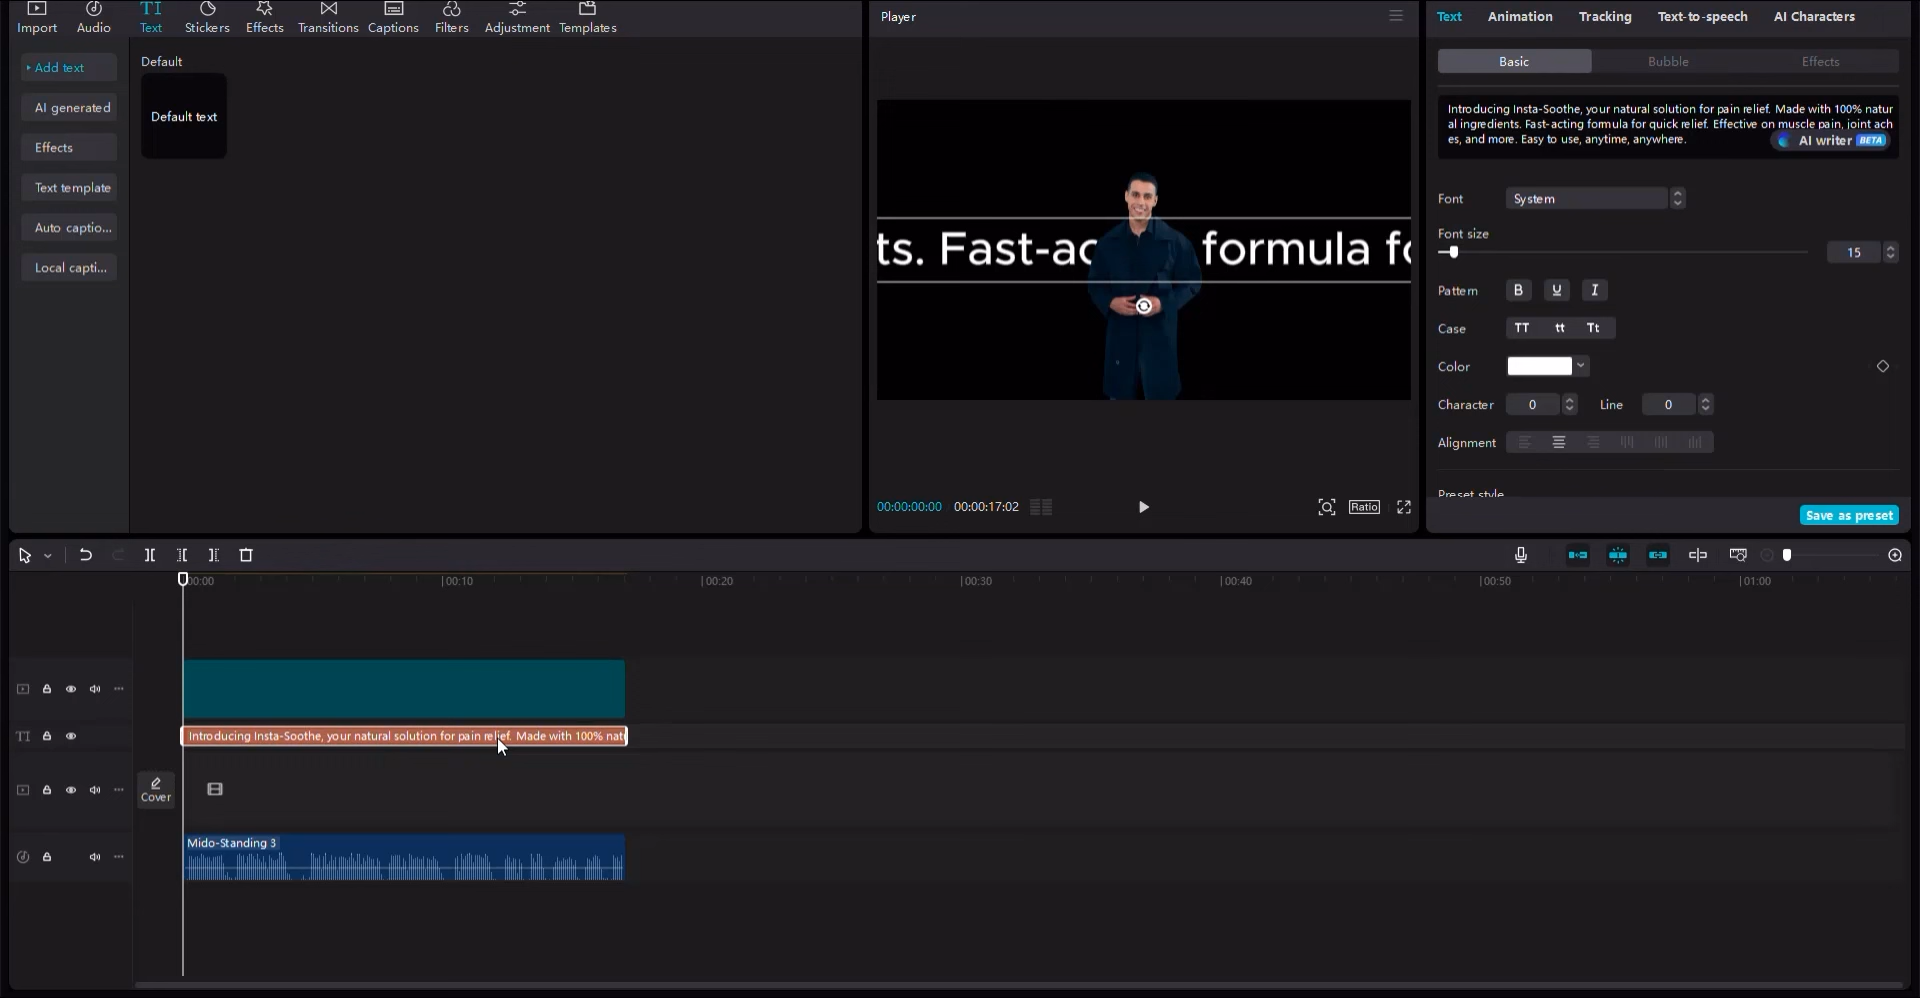 Import
Audio
TI
Text
Stickers
Effects
Transitions
Captions
Filters
Adjustment
Templates
Add text
AI generated
Effects
Text template
Auto captio...
Local capti...
Default
Default text
Player
ts. Fast-ac formula fo
00:00:00:00 00:00:17:02
Ratio
Text Animation Tracking Text-to-speech AI Characters
Basic Bubble Effects
Introducing Insta-Soothe, your natural solution for pain relief. Made with 100% natur
al ingredients. Fast-acting formula for quick relief. Effective on muscle pain, joint ach
es, and more. Easy to use, anytime, anywhere.
AI writer BETA
Font System
Font size
15
Pattern B U I
Case TT tt Tt
Color
Character 0 Line 0
Alignment
Preset style
Save as preset
00:00 00:10 00:20 00:30 00:40 00:50 01:00
TI
Introducing Insta-Soothe, your natural solution for pain relief. Made with 100% natu
Cover
Mido-Standing 3